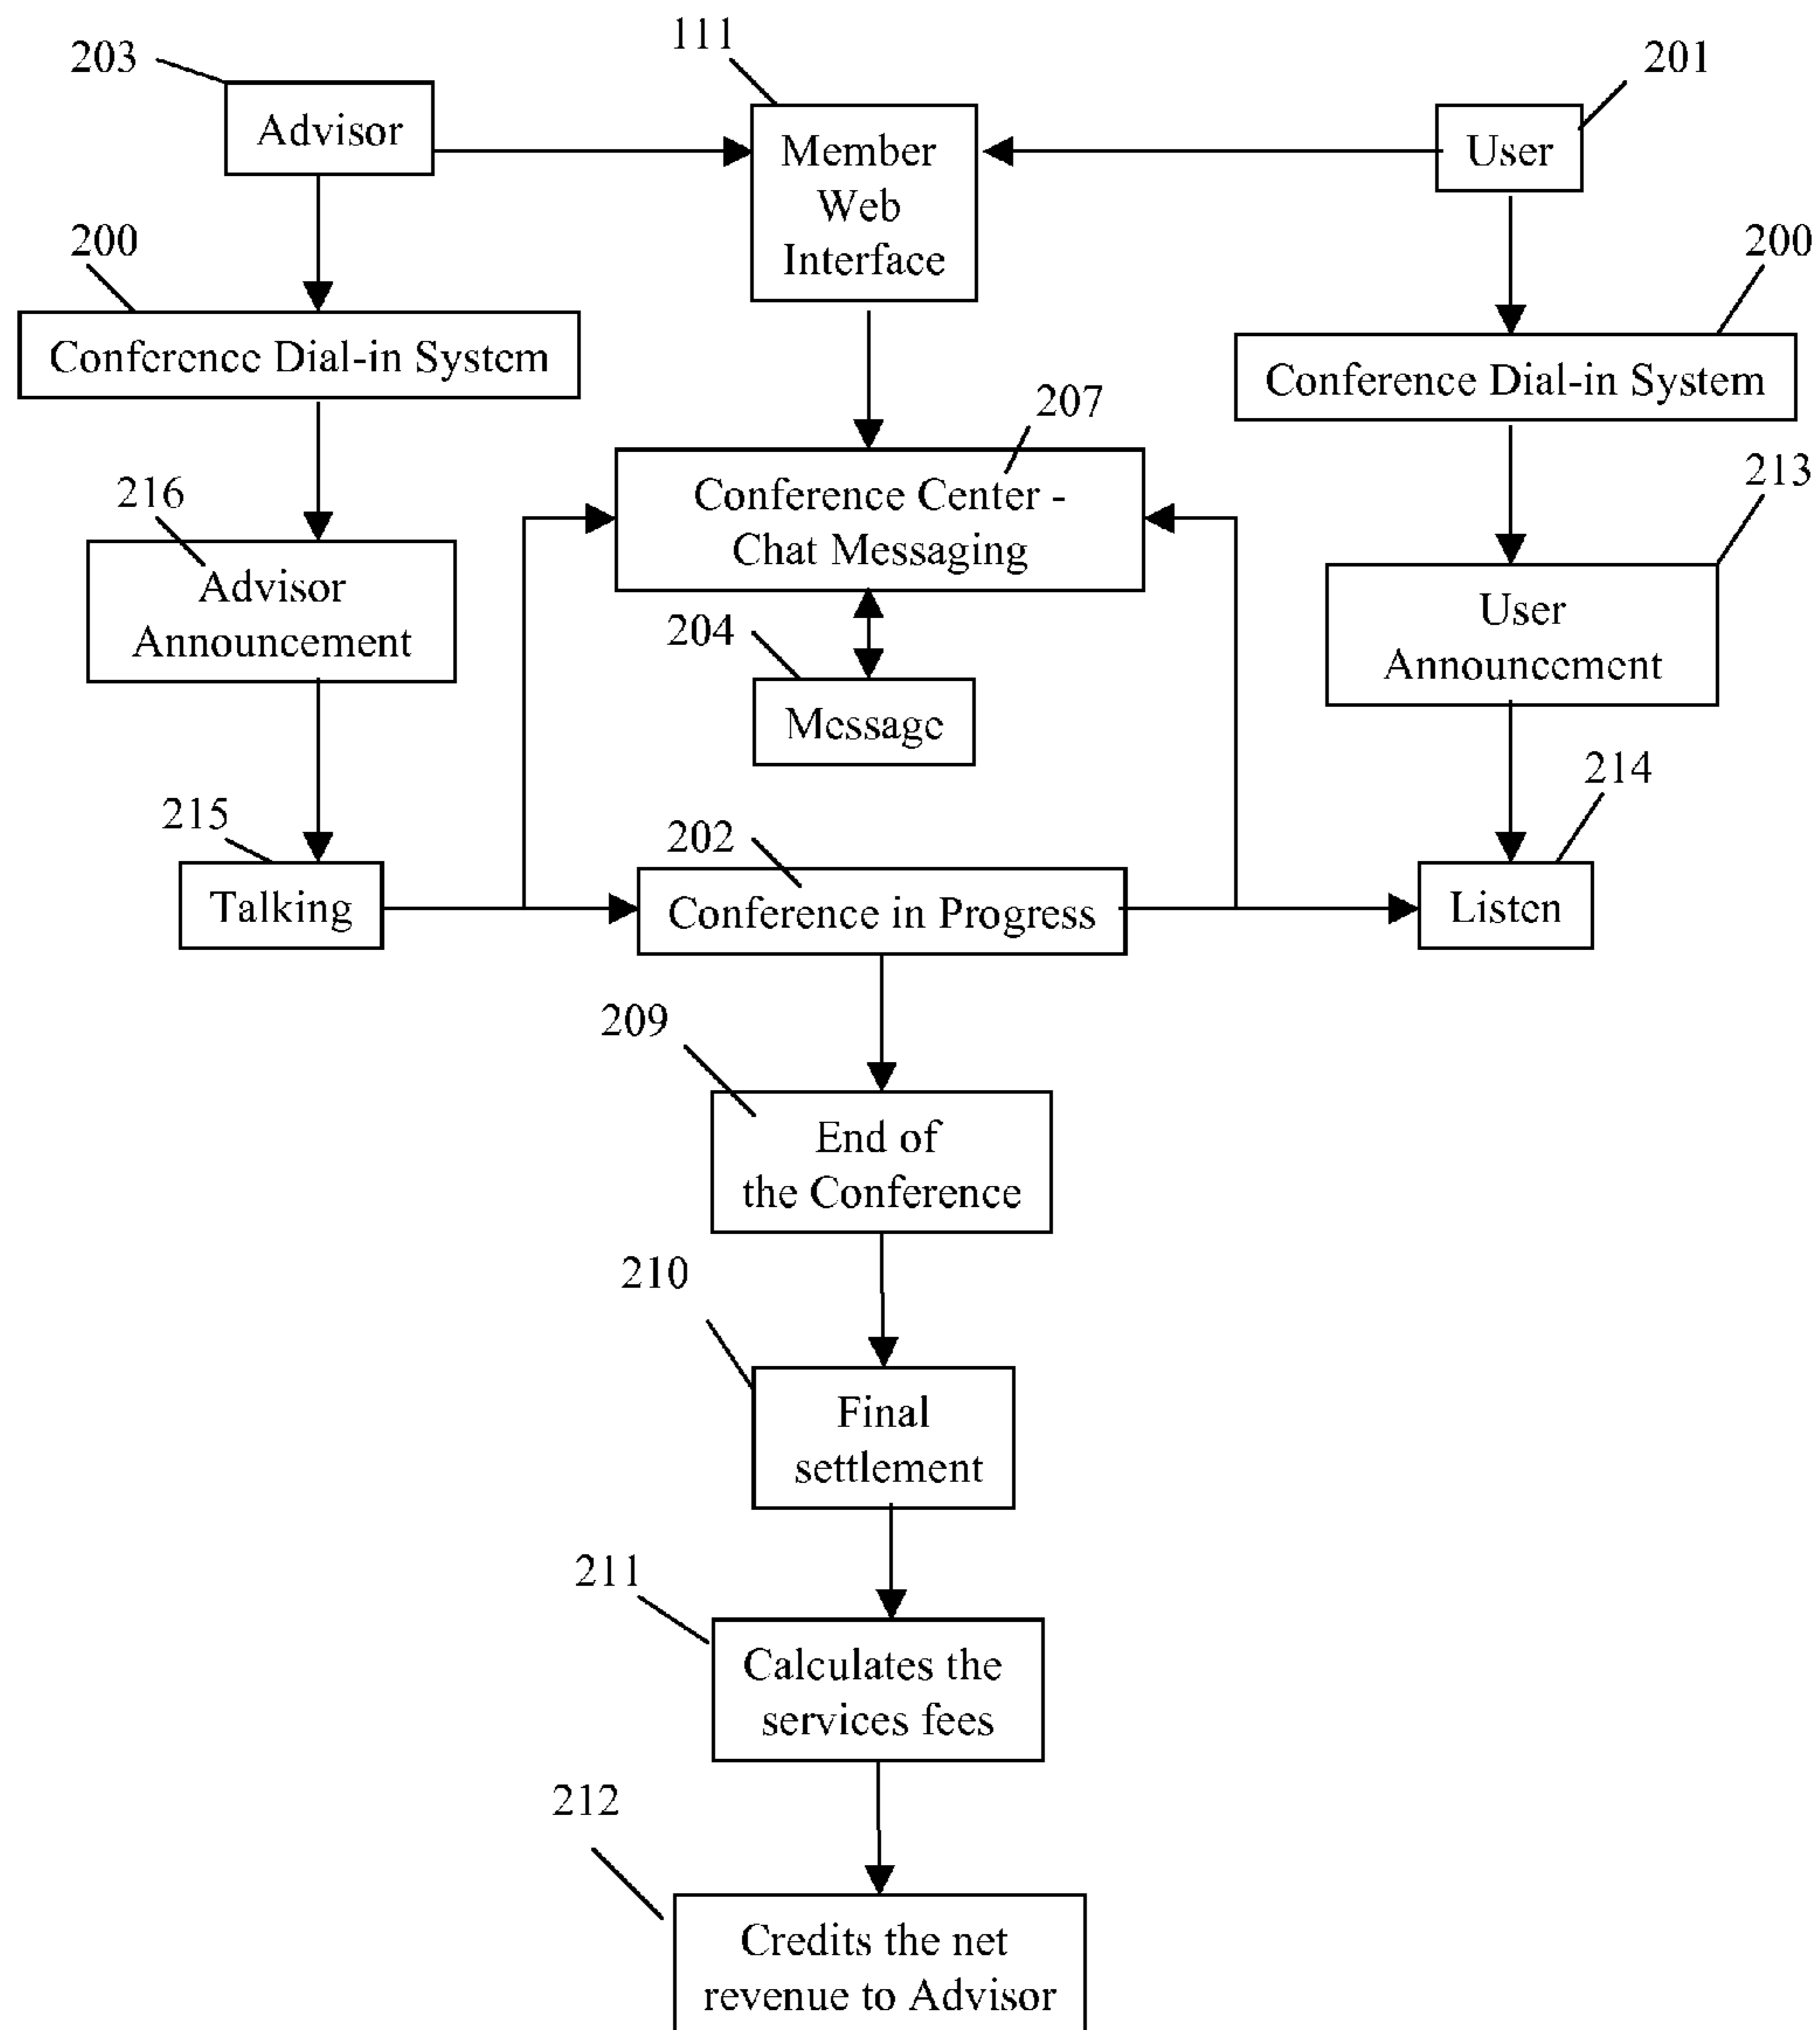 111
203
201
Advisor
Member
Web
Interface
User
200
200
Conference Dial-in System
Conference Dial-in System
207
216
Conference Center -
Chat Messaging
213
Advisor
Announcement
204
User
Announcement
Message
214
215
202
Talking
Conference in Progress
Listen
209
End of
the Conference
210
Final
settlement
211
Calculates the
services fees
212
Credits the net
revenue to Advisor